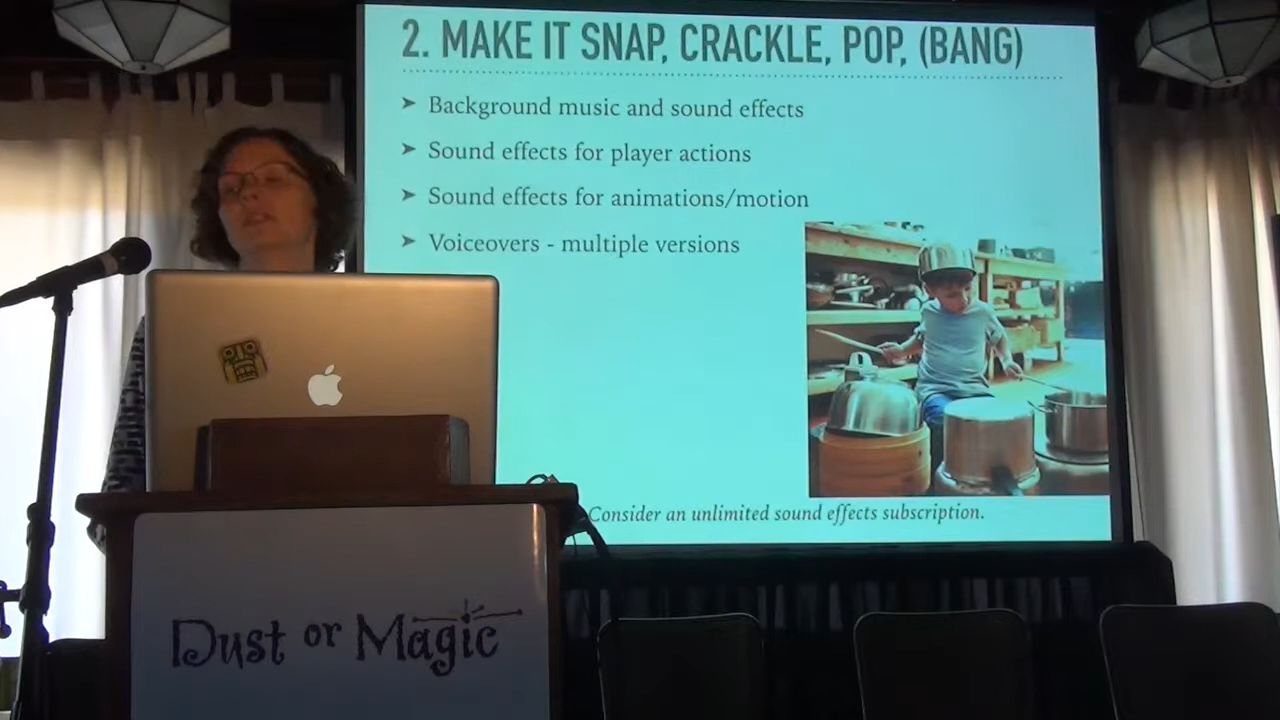 2. MAKE IT SNAP, CRACKLE, POP, (BANG)
➤ Background music and sound effects
➤ Sound effects for player actions
➤ Sound effects for animations/motion
➤ Voiceovers - multiple versions
Consider an unlimited sound effects subscription.
Dust or Magic